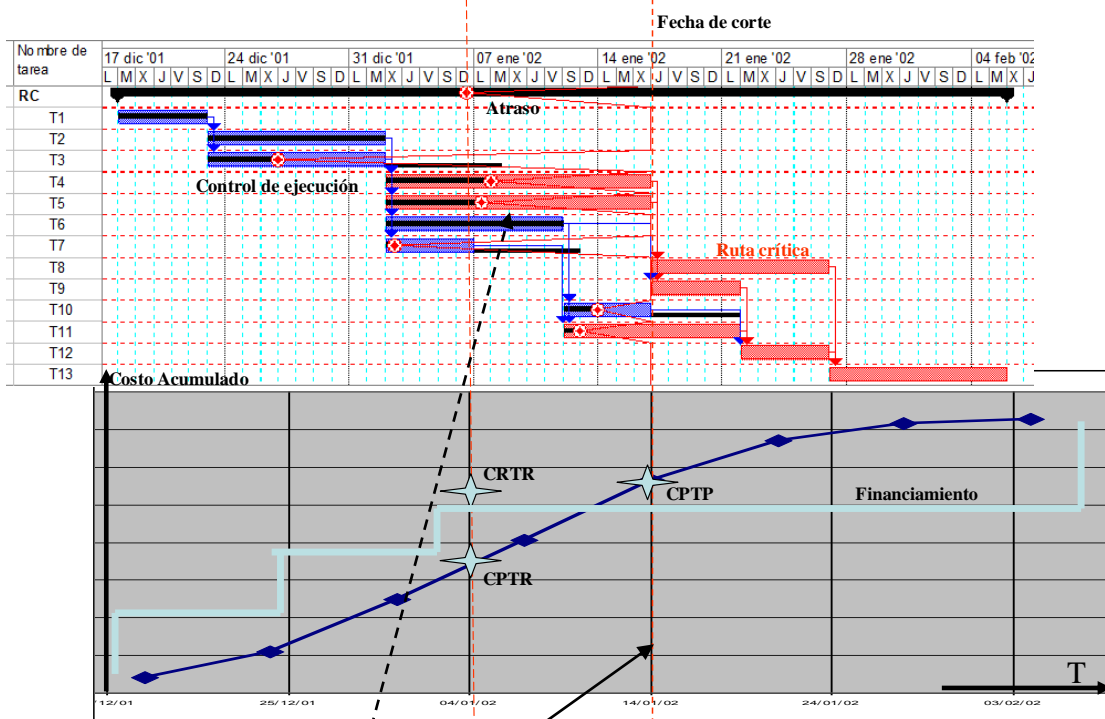 Fecha de corte
Nombre de tarea
17 dic '01 24 dic '01 31 dic '01 07 ene '02 14 ene '02 21 ene '02 28 ene '02 04 feb '02
L M X J V S D L M X J V S D L M X J V S D L M X J V S D L M X J V S D L M X J V S D L M X J V S D L M X J
RC
Atraso
T1
T2
T3
Control de ejecución
T4
T5
T6
T7
Ruta crítica
T8
T9
T10
T11
T12
T13
Costo Acumulado
CRTR
CPTP
Financiamiento
CPTR
T
/12/01 25/12/01 04/01/02 14/01/02 24/01/02 03/02/02